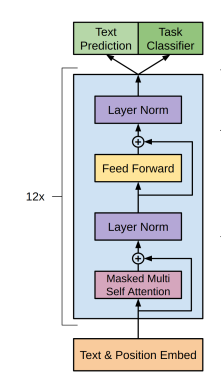 Text
Prediction
Task
Classifier
Layer Norm
Feed Forward
12x
Layer Norm
Masked Multi
Self Attention
Text & Position Embed